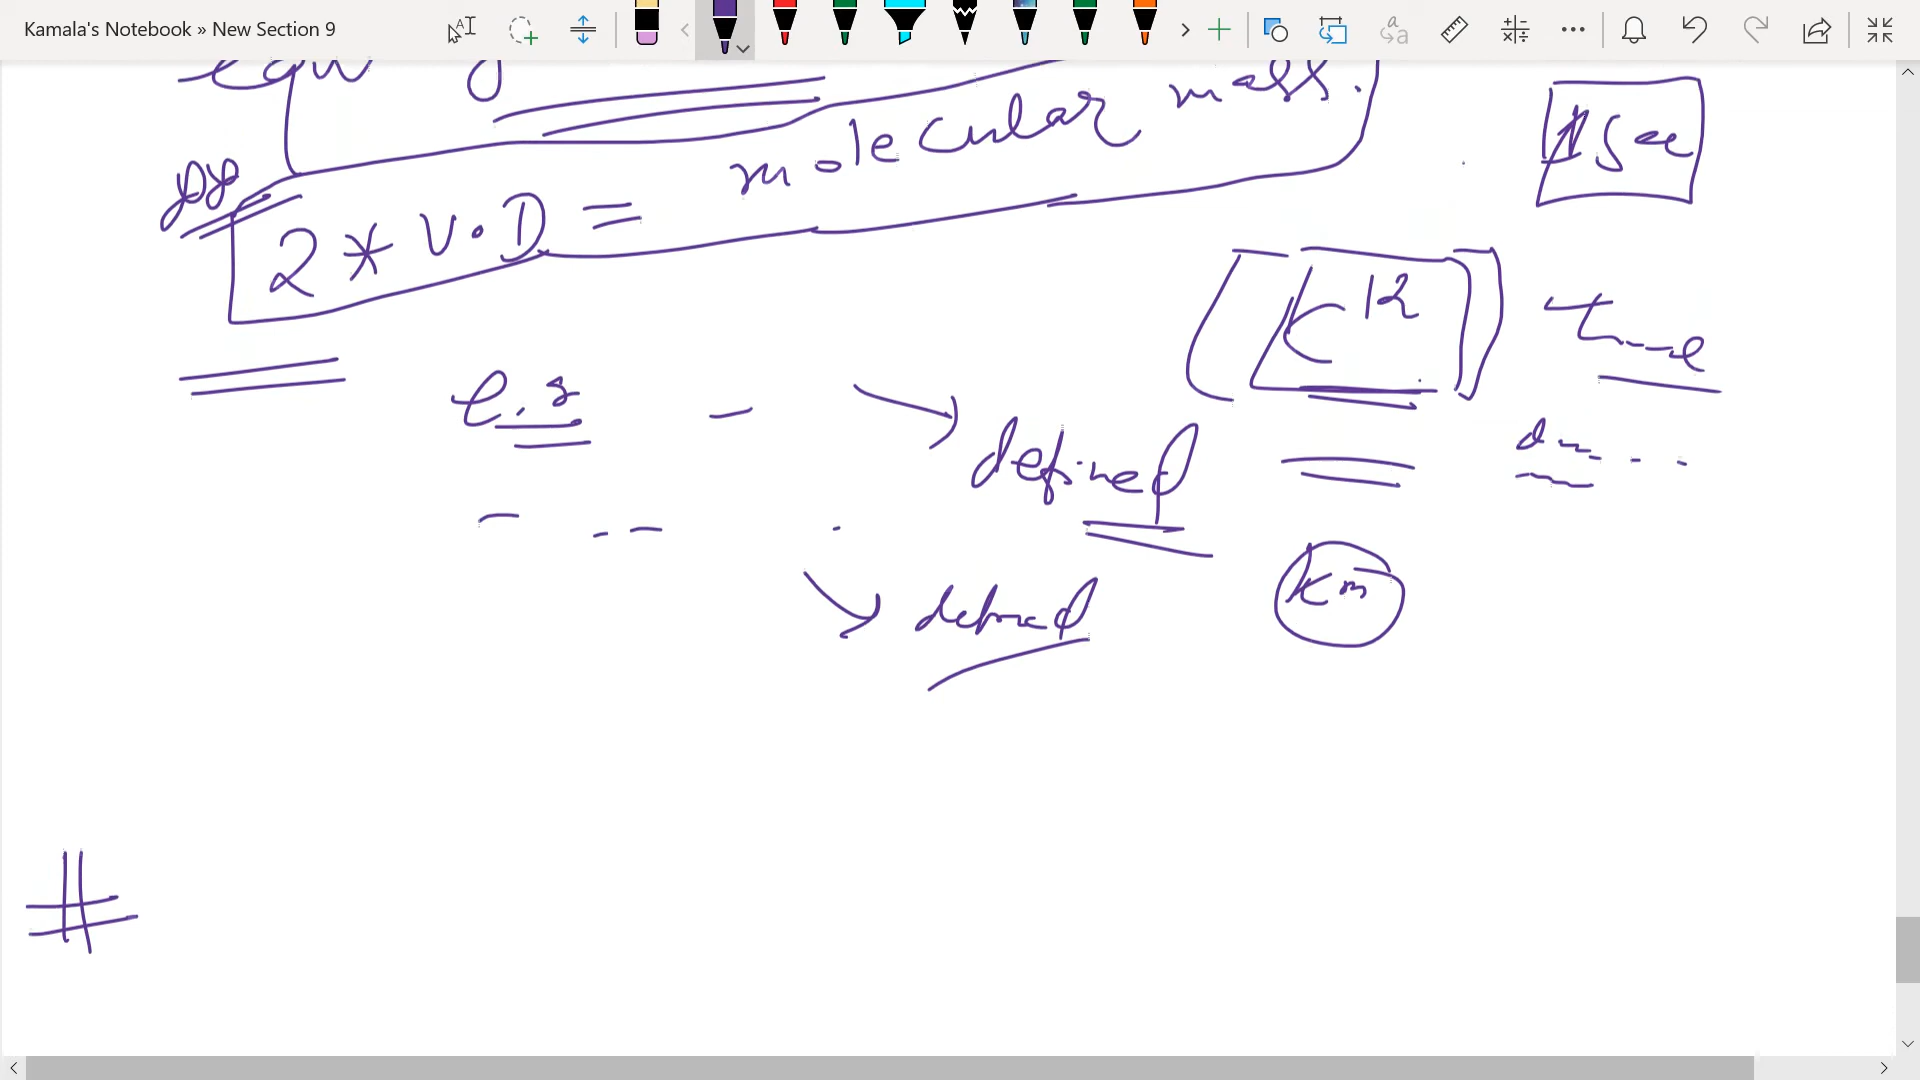 Kamala's Notebook » New Section 9
molecular mass.
2 * V.D =
1 sec
C 12
time
e.g -
defined
defined
km
#